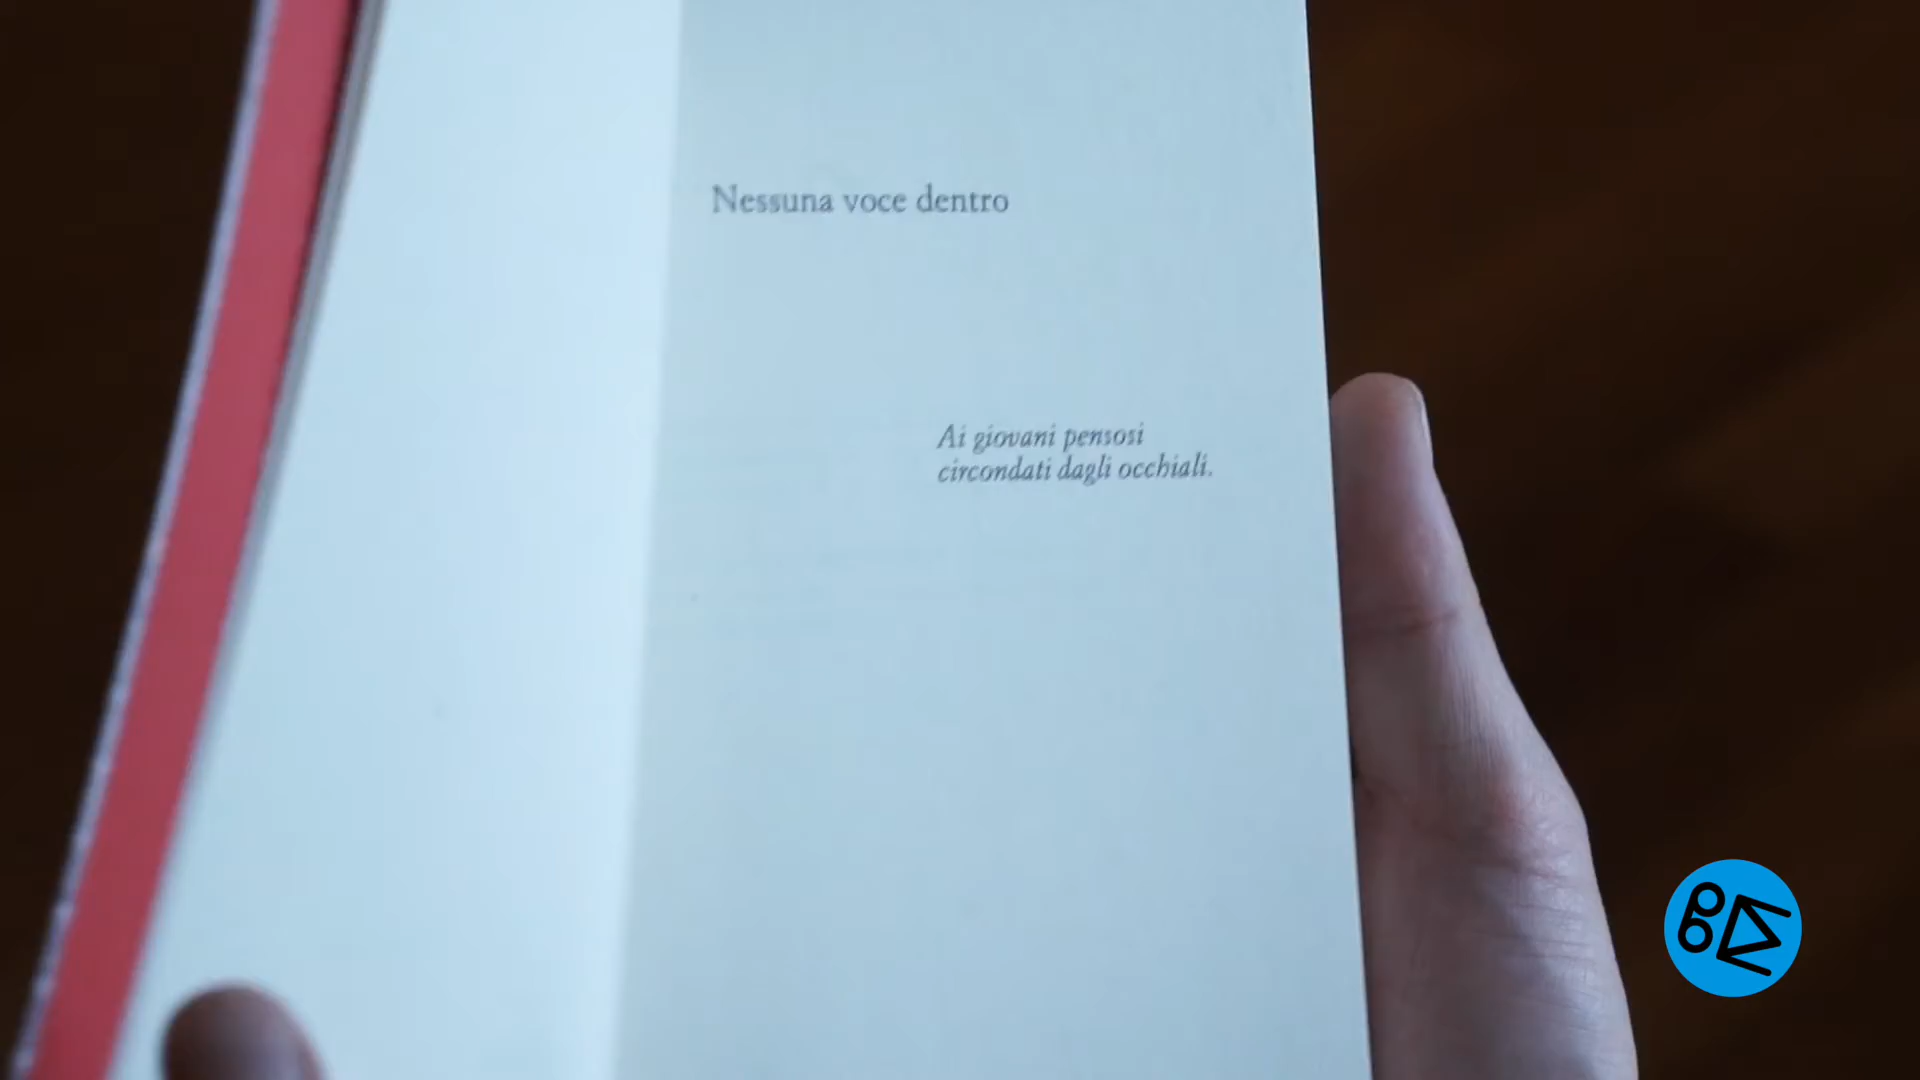 Nessuna voce dentro
Ai giovani pensosi
circondati dagli occhiali.